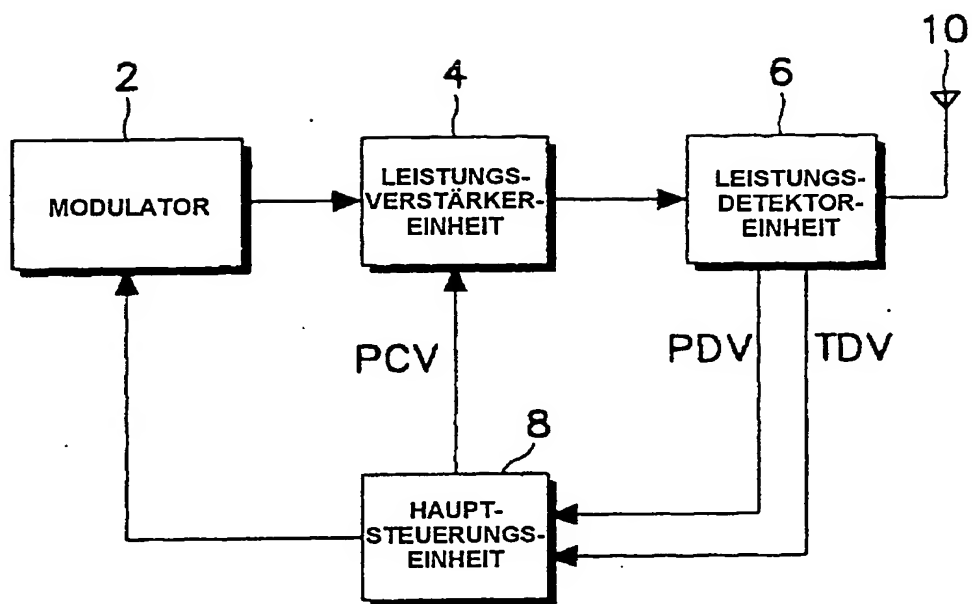 10
2
4
6
MODULATOR
LEISTUNGS-
VERSTÄRKER-
EINHEIT
LEISTUNGS-
DETEKTOR-
EINHEIT
PCV
PDV
TDV
8
HAUPT-
STEUERUNGS-
EINHEIT